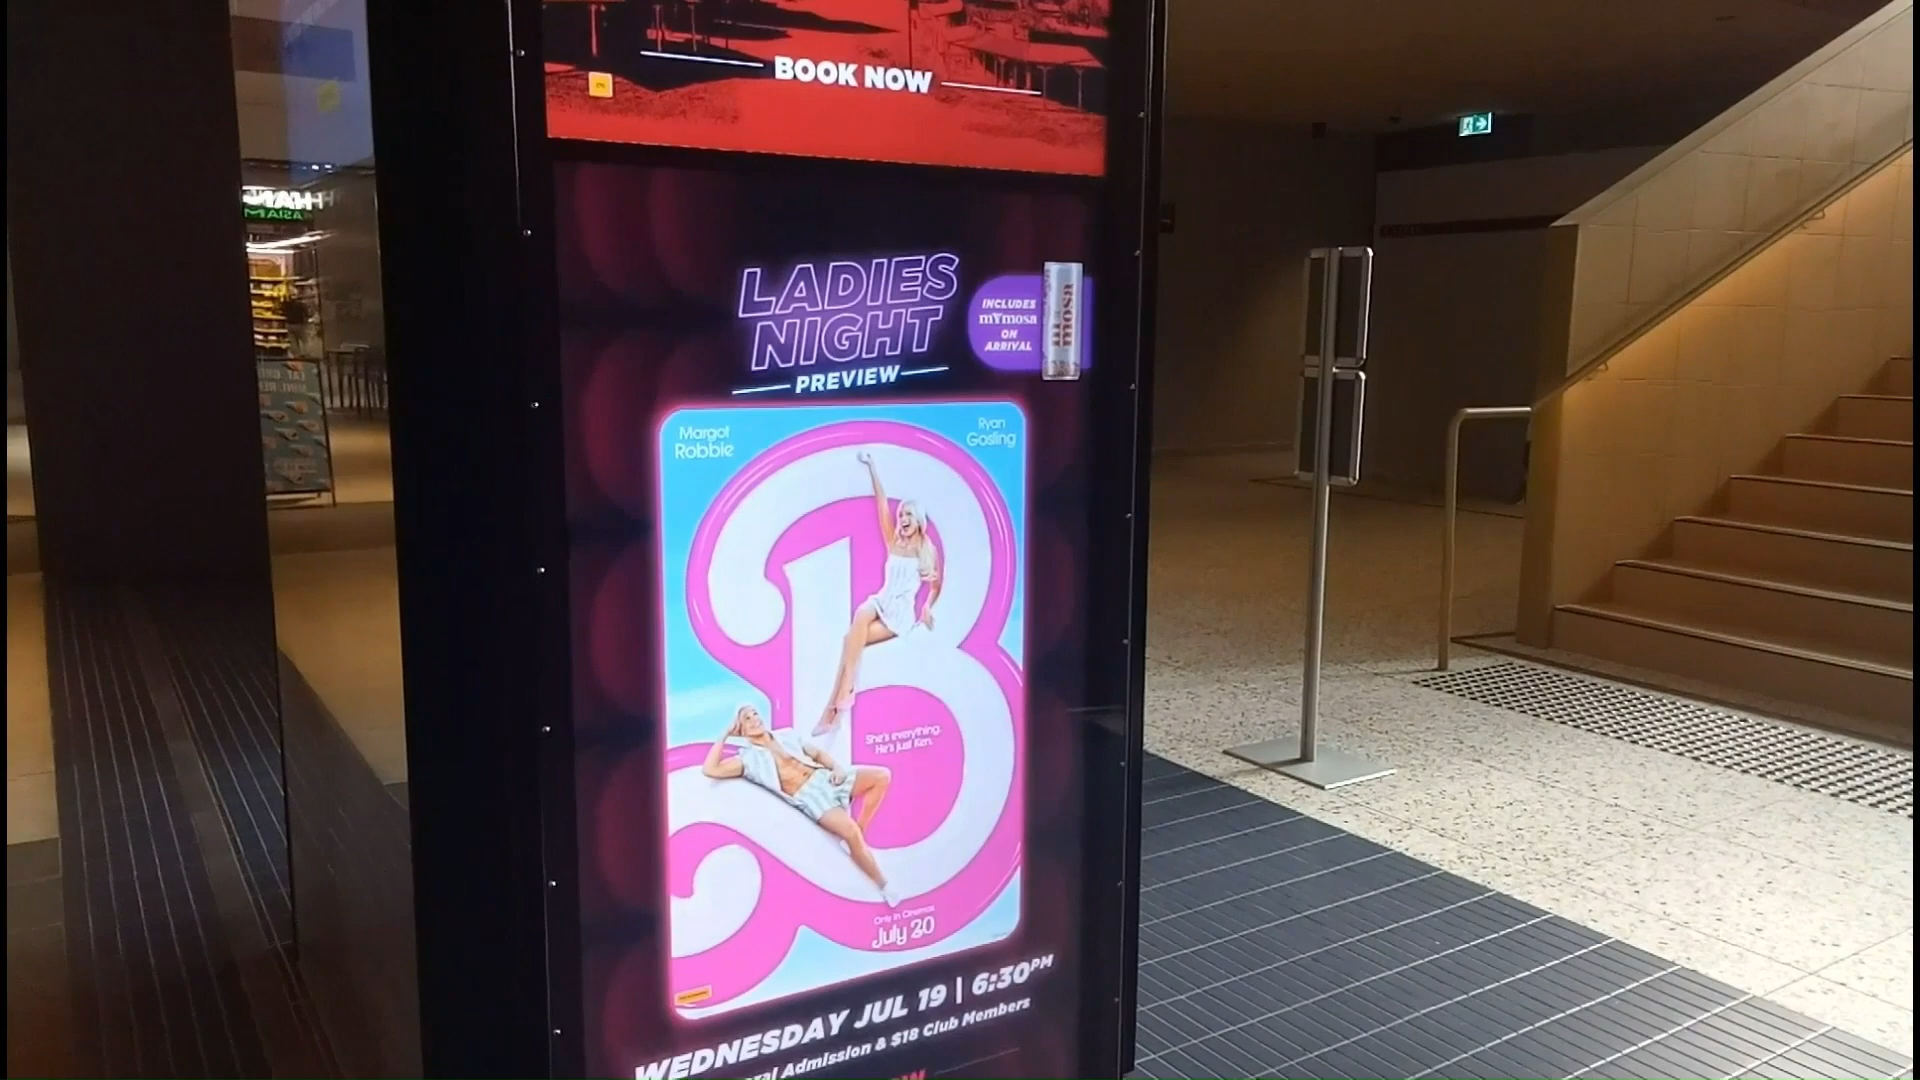 BOOK NOW
LADIES
NIGHT
PREVIEW
INCLUDES
mYmosa
ON
ARRIVAL
mosa
Margot
Robbie
Ryan
Gosling
She's everything.
He's just Ken.
Only in Cinemas
July 20
WEDNESDAY JUL 19 | 6:30PM
Admission & $18 Club Members